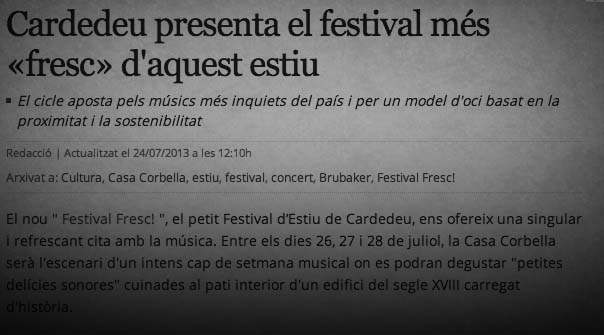 Cardedeu presenta el festival més
«fresc» d'aquest estiu
El cicle aposta pels músics més inquiets del país i per un model d'oci basat en la
proximitat i la sostenibilitat
Redacció | Actualitzat el 24/07/2013 a les 12:10h
Arxivat a: Cultura, Casa Corbella, estiu, festival, concert, Brubaker, Festival Fresc!
El nou " Festival Fresc! ", el petit Festival d’Estiu de Cardedeu, ens ofereix una singular
i refrescant cita amb la música. Entre els dies 26, 27 i 28 de juliol, la Casa Corbella
serà l'escenari d'un intens cap de setmana musical on es podran degustar "petites
delícies sonores" cuinades al pati interior d'un edifici del segle XVIII carregat
d'història.